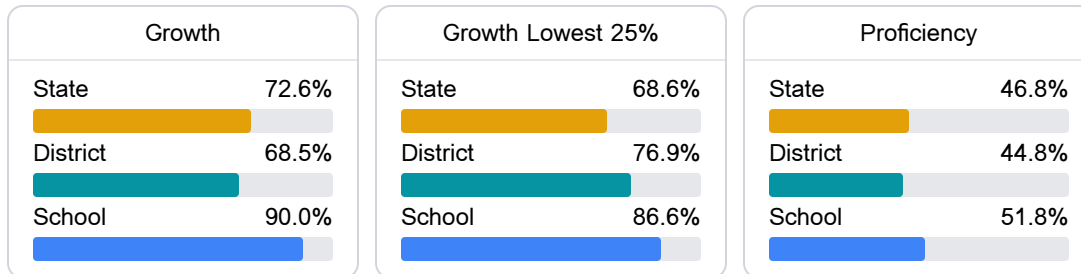 Growth
State 72.6%
District 68.5%
School 90.0%
Growth Lowest 25%
State 68.6%
District 76.9%
School 86.6%
Proficiency
State 46.8%
District 44.8%
School 51.8%